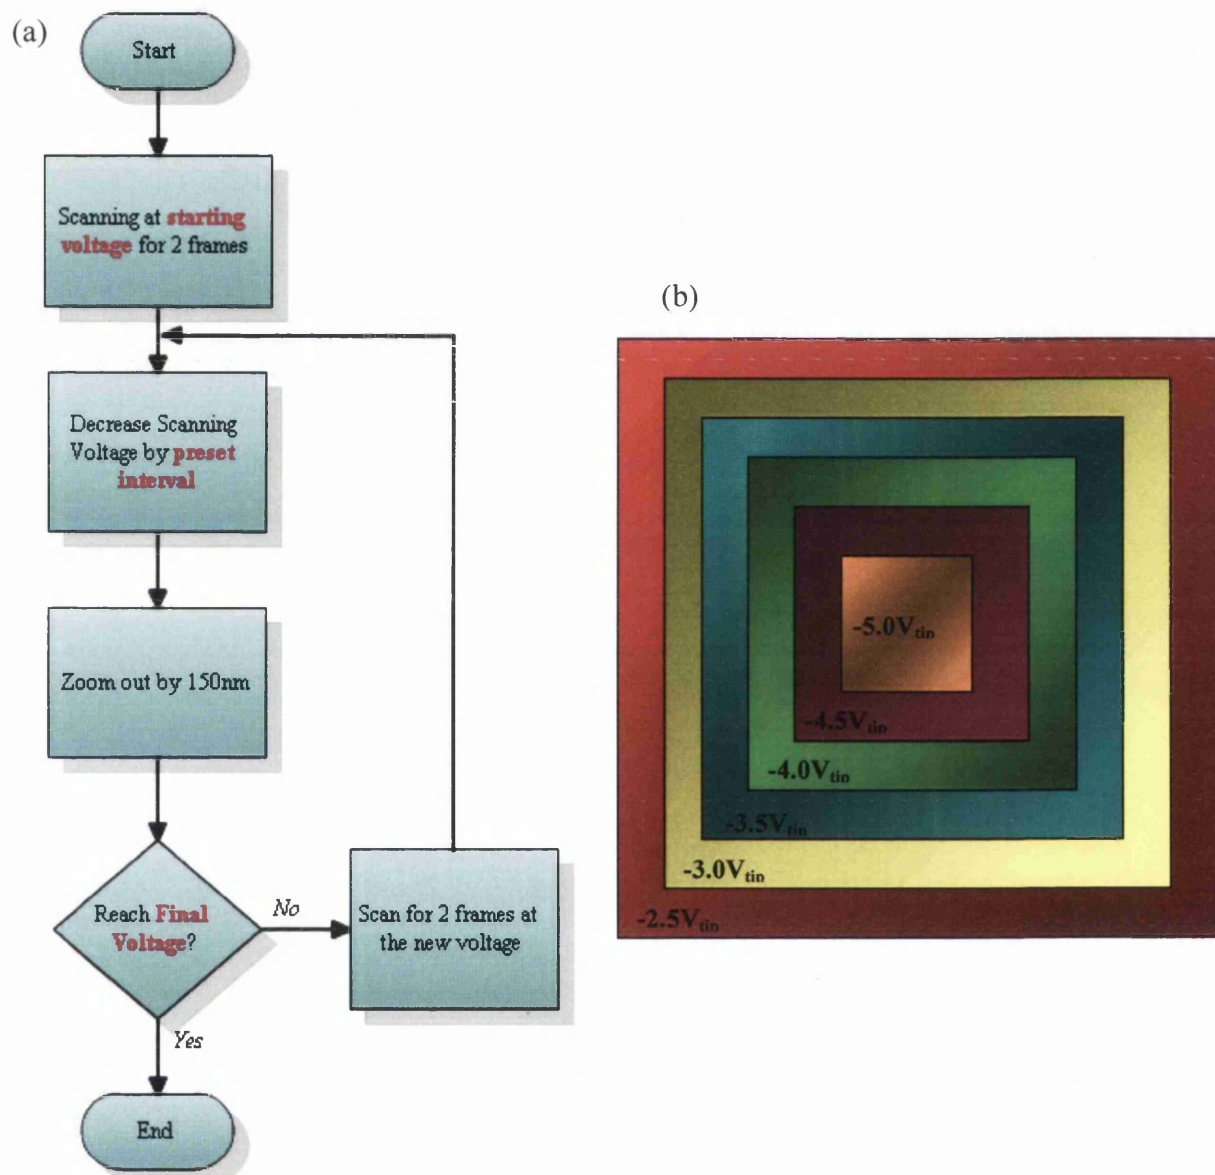 (a)
Start
Scanning at starting
voltage for 2 frames
Decrease Scanning
Voltage by preset
interval
Zoom out by 150nm
Reach Final
Voltage?
No
Scan for 2 frames at
the new voltage
Yes
End
(b)
-5.0Vtip
-4.5Vtip
-4.0Vtip
-3.5Vtip
-3.0Vtip
-2.5Vtip